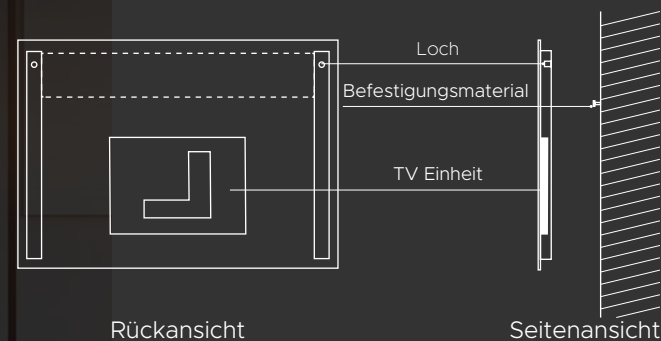 Loch
Befestigungsmaterial
TV Einheit
Rückansicht
Seitenansicht